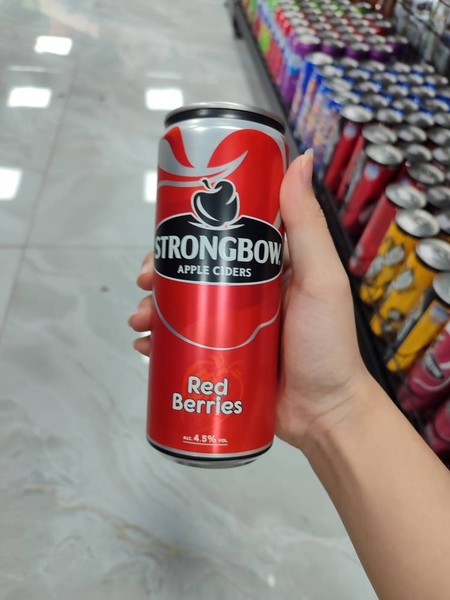 STRONGBOW
APPLE CIDERS
Red
Berries
ALC. 4.5% VOL.